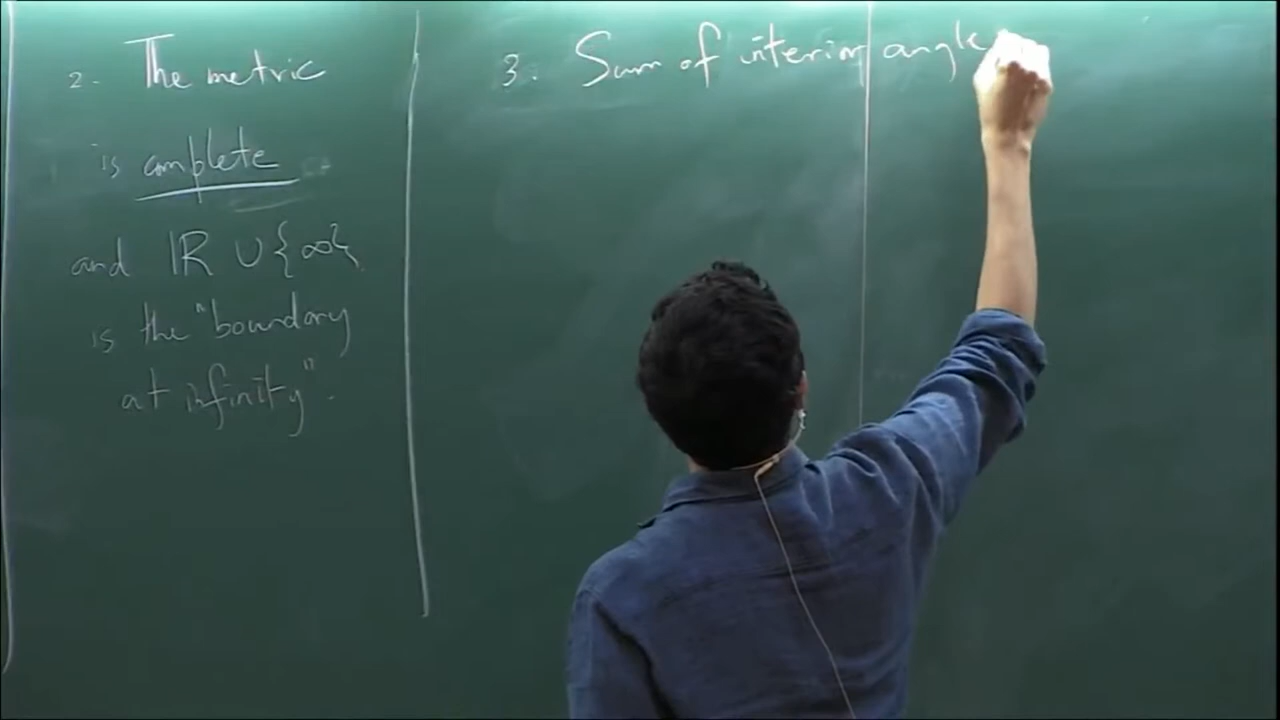 2. The metric
is complete
and ℝ ∪ {∞}
is the "boundary
at infinity".
3. Sum of interior angle